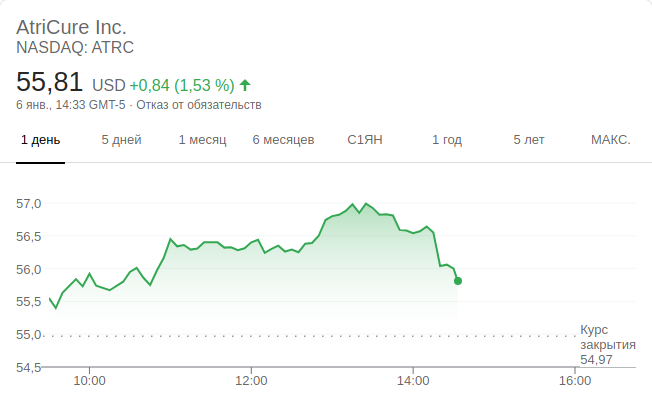 AtriCure Inc.
NASDAQ: ATRC
55,81 USD +0,84 (1,53 %)
6 янв., 14:33 GMT-5 · Отказ от обязательств
1 день 5 дней 1 месяц 6 месяцев С1ЯН 1 год 5 лет МАКС.
57,0
56,5
56,0
55,5
55,0
54,5
Курс
закрытия
54,97
10:00 12:00 14:00 16:00